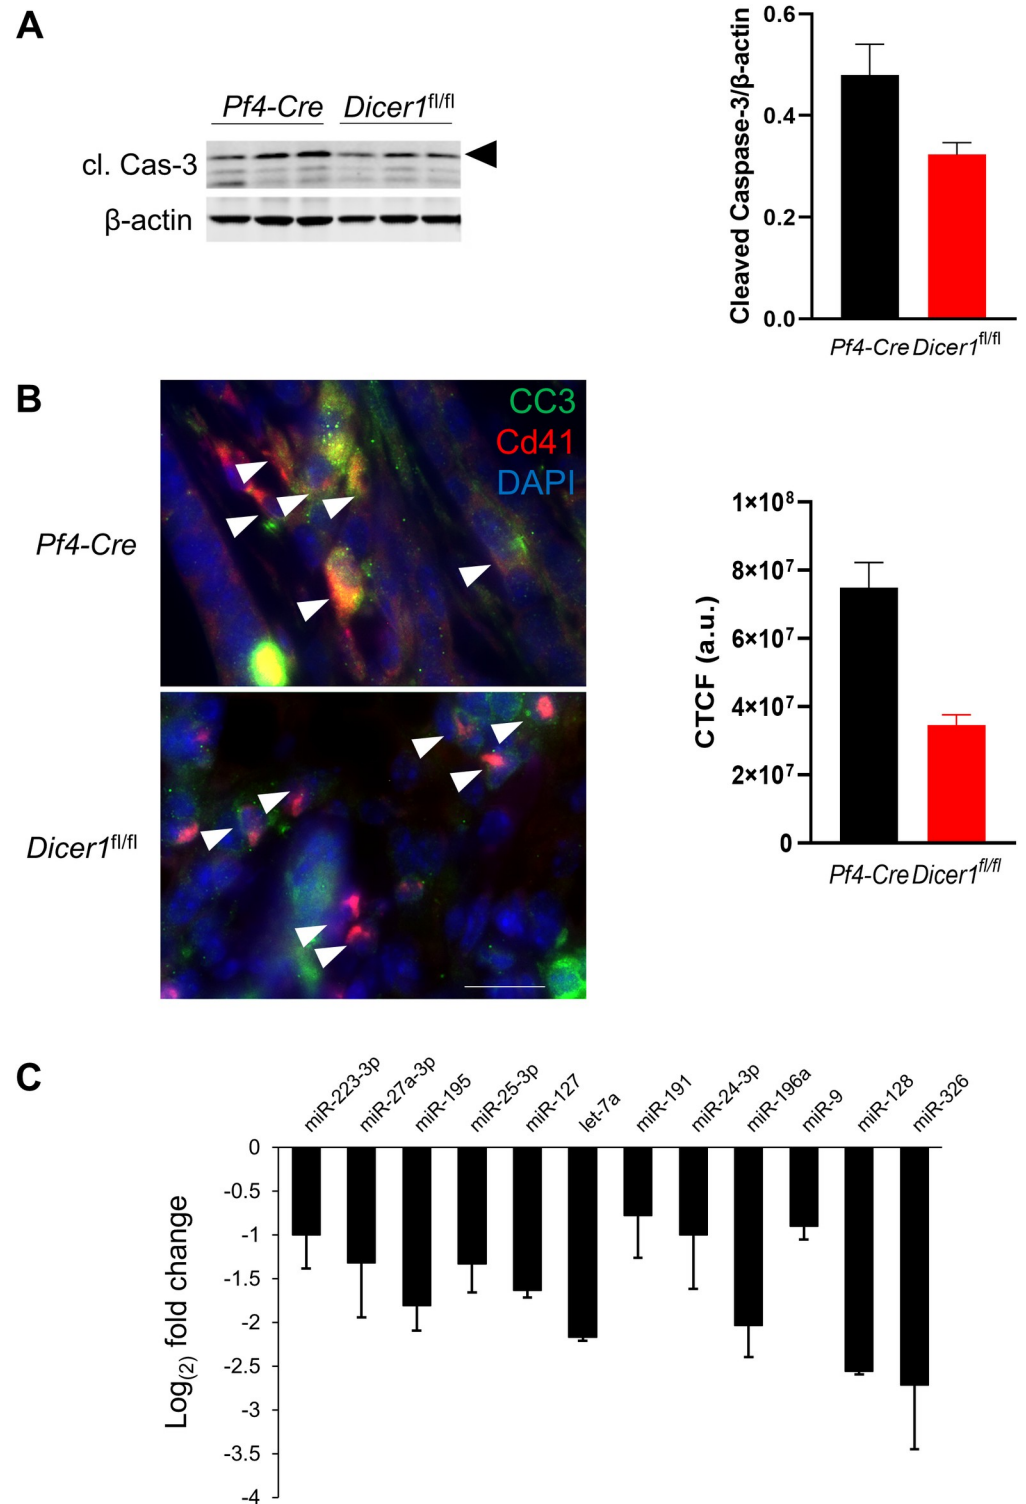 A
Pf4-Cre Dicer1fl/fl
cl. Cas-3
β-actin
Cleaved Caspase-3/β-actin
0.6
0.4
0.2
0.0
Pf4-Cre Dicer1fl/fl
B
CC3
Cd41
DAPI
Pf4-Cre
Dicer1fl/fl
CTCF (a.u.)
1×10⁸
8×10⁷
6×10⁷
4×10⁷
2×10⁷
0
Pf4-Cre Dicer1fl/fl
C
miR-223-3p
miR-27a-3p
miR-195
miR-25-3p
miR-127
let-7a
miR-191
miR-24-3p
miR-196a
miR-9
miR-128
miR-326
Log(2) fold change
0
-0.5
-1
-1.5
-2
-2.5
-3
-3.5
-4